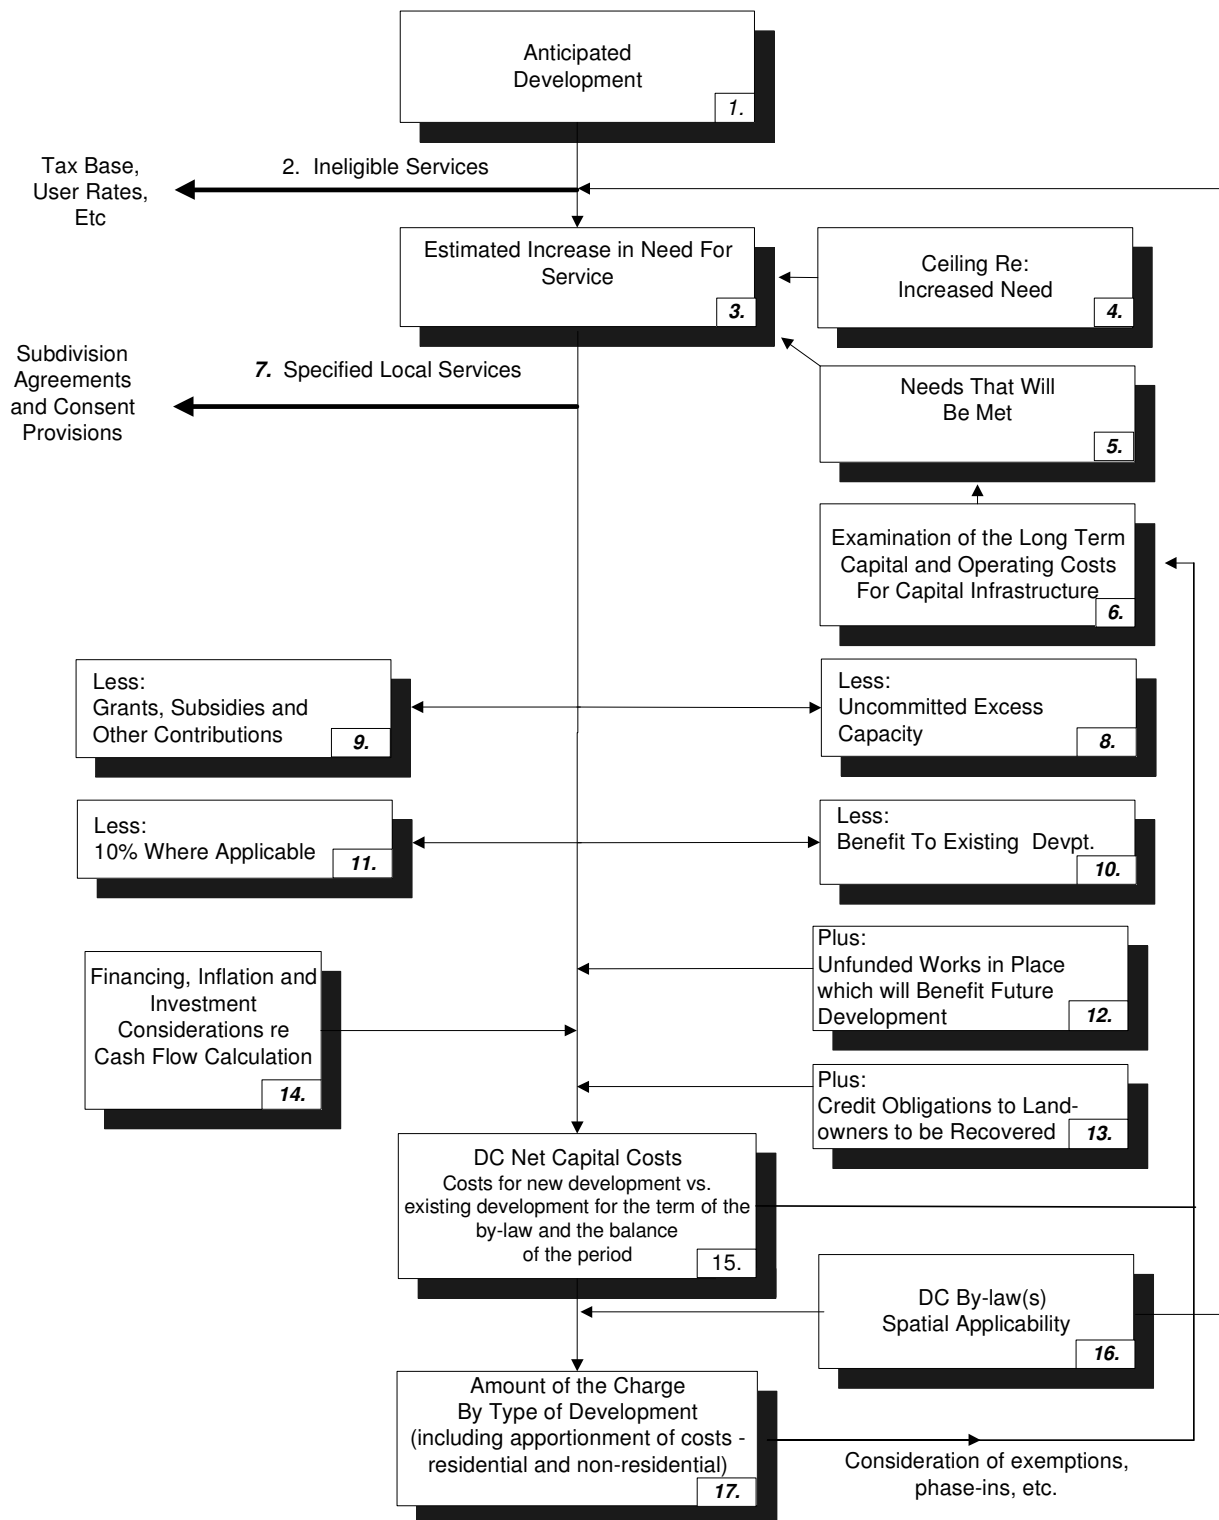 Anticipated
Development
1.
Tax Base,
User Rates,
Etc
2. Ineligible Services
Estimated Increase in Need For
Service
3.
Ceiling Re:
Increased Need
4.
Subdivision
Agreements
and Consent
Provisions
7. Specified Local Services
Needs That Will
Be Met
5.
Examination of the Long Term
Capital and Operating Costs
For Capital Infrastructure
6.
Less:
Grants, Subsidies and
Other Contributions
9.
Less:
Uncommitted Excess
Capacity
8.
Less:
10% Where Applicable
11.
Less:
Benefit To Existing Devpt.
10.
Financing, Inflation and
Investment
Considerations re
Cash Flow Calculation
14.
Plus:
Unfunded Works in Place
which will Benefit Future
Development
12.
Plus:
Credit Obligations to Land-
owners to be Recovered
13.
DC Net Capital Costs
Costs for new development vs.
existing development for the term of the
by-law and the balance
of the period
15.
DC By-law(s)
Spatial Applicability
16.
Amount of the Charge
By Type of Development
(including apportionment of costs -
residential and non-residential)
17.
Consideration of exemptions,
phase-ins, etc.